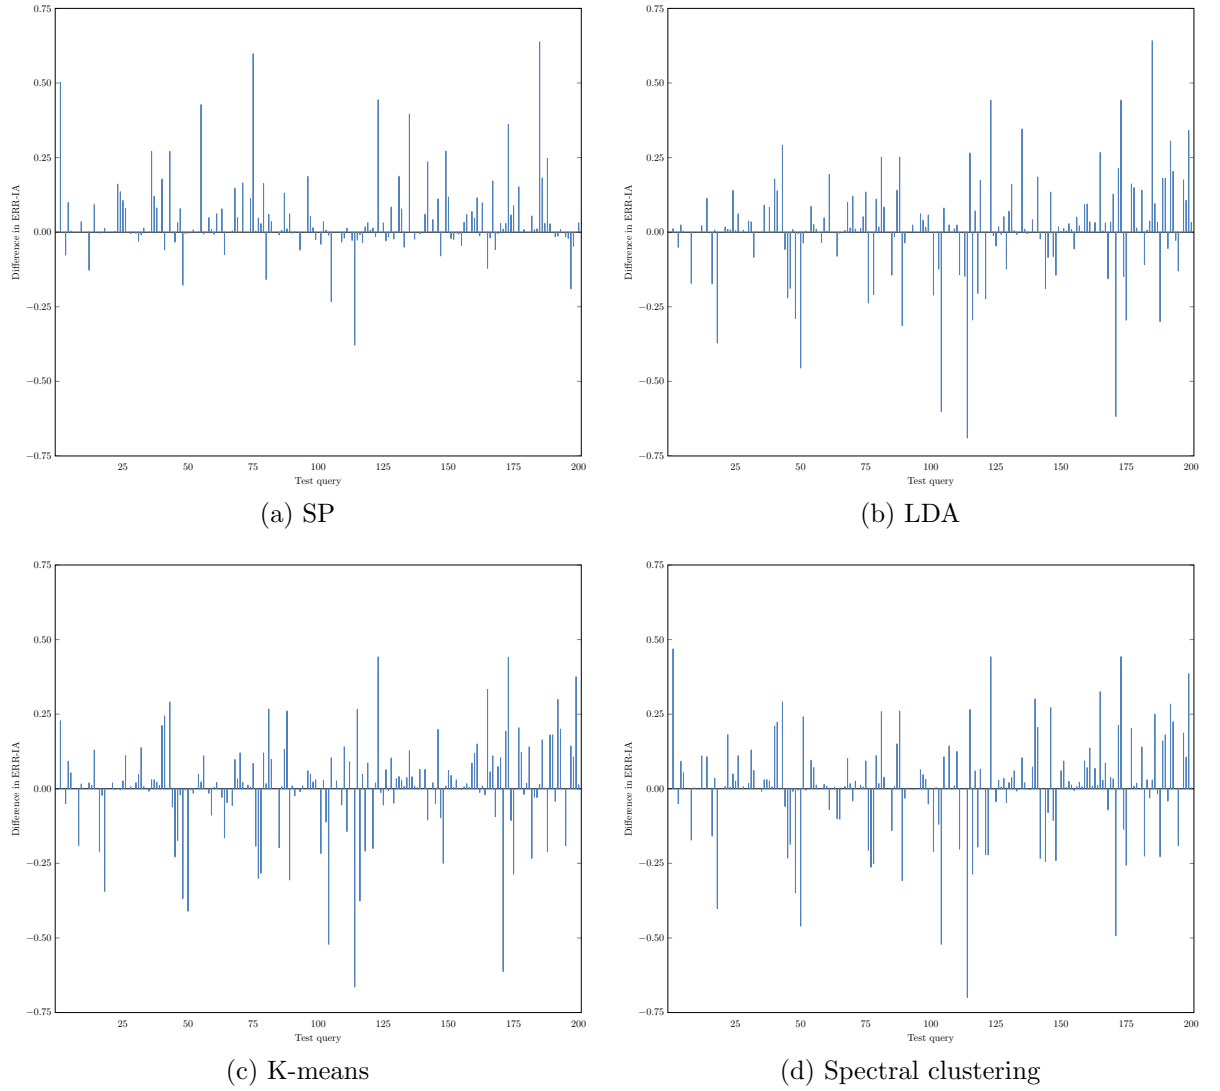 0.75
0.50
0.25
0.00
−0.25
−0.50
−0.75
Difference in ERR-IA
25 50 75 100 125 150 175 200
Test query
(a) SP
0.75
0.50
0.25
0.00
−0.25
−0.50
−0.75
Difference in ERR-IA
25 50 75 100 125 150 175 200
Test query
(b) LDA
0.75
0.50
0.25
0.00
−0.25
−0.50
−0.75
Difference in ERR-IA
25 50 75 100 125 150 175 200
Test query
(c) K-means
0.75
0.50
0.25
0.00
−0.25
−0.50
−0.75
Difference in ERR-IA
25 50 75 100 125 150 175 200
Test query
(d) Spectral clustering